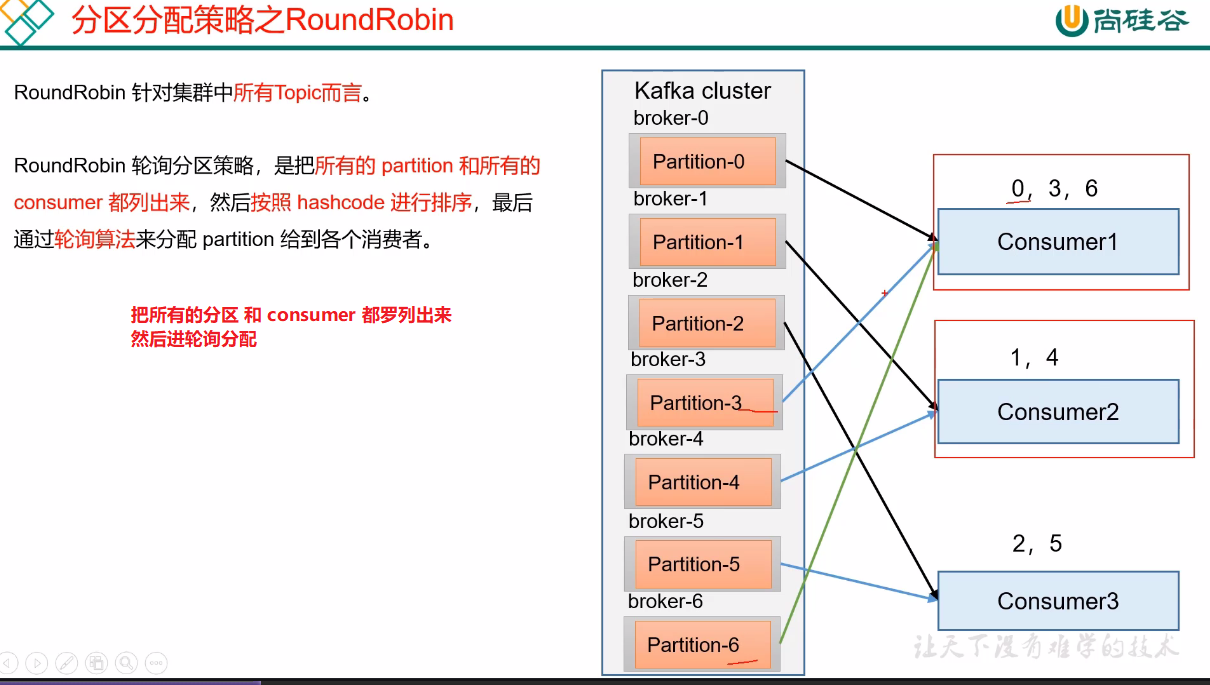 分区分配策略之RoundRobin
尚硅谷
RoundRobin 针对集群中所有Topic而言。
RoundRobin 轮询分区策略，是把所有的 partition 和所有的
consumer 都列出来，然后按照 hashcode 进行排序，最后
通过轮询算法来分配 partition 给到各个消费者。
把所有的分区 和 consumer 都罗列出来
然后进轮询分配
Kafka cluster
broker-0
Partition-0
broker-1
Partition-1
broker-2
Partition-2
broker-3
Partition-3
broker-4
Partition-4
broker-5
Partition-5
broker-6
Partition-6
0，3，6
Consumer1
1，4
Consumer2
2，5
Consumer3
让天下没有难学的技术